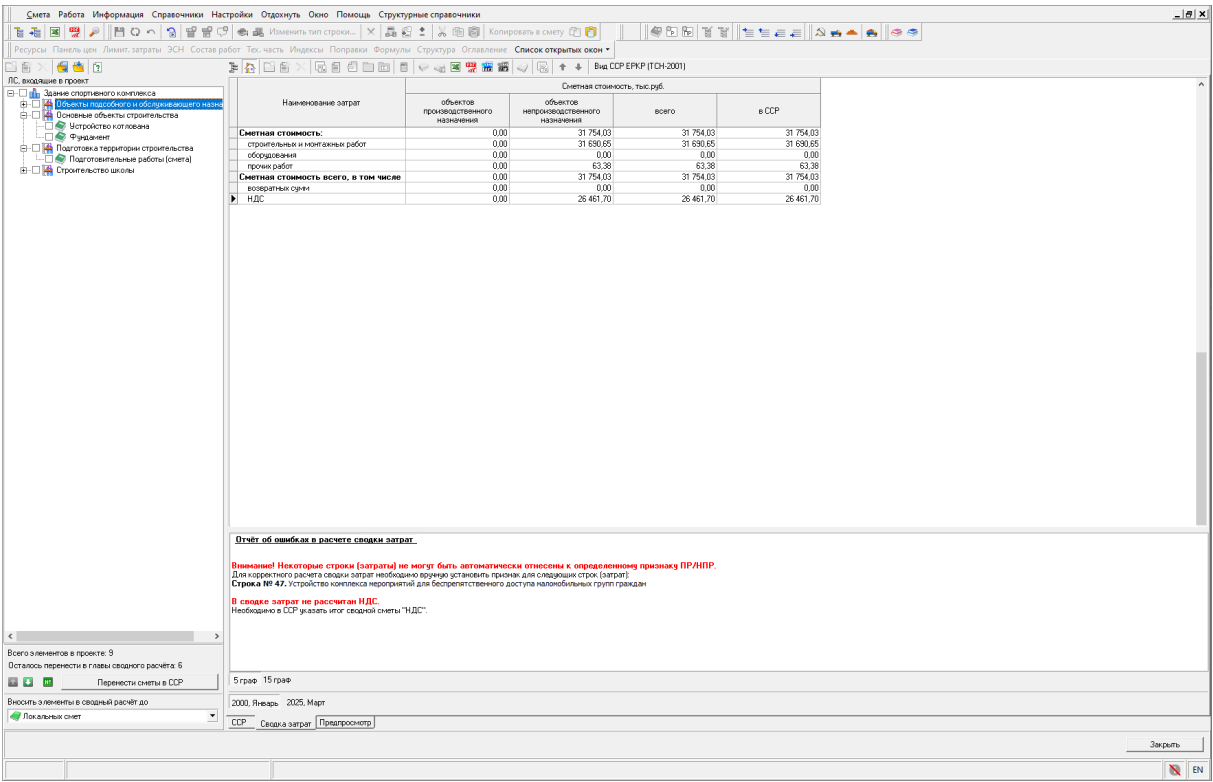 Смета Работа Информация Справочники Настройки Отдохнуть Окно Помощь Структурные справочники
Изменить тип строки... Копировать в смету
Ресурсы Панель цен Лимит. затраты ЭСН Состав работ Тех. часть Индексы Поправки Формулы Структура Оглавление Список открытых окон
Вид ССР ЕРКР (ТСН-2001)
ЛС, входящие в проект
Здание спортивного комплекса
Объекты подсобного и обслуживающего назна
Основные объекты строительства
Устройство котлована
Фундамент
Подготовка территории строительства
Подготовительные работы (смета)
Строительство школы
Наименование затрат
Сметная стоимость, тыс.руб.
объектов производственного назначения
объектов непроизводственного назначения
всего
в ССР
Сметная стоимость: 0,00 31 754,03 31 754,03 31 754,03
строительных и монтажных работ 0,00 31 690,65 31 690,65 31 690,65
оборудования 0,00 0,00 0,00 0,00
прочих работ 0,00 63,38 63,38 63,38
Сметная стоимость всего, в том числе 0,00 31 754,03 31 754,03 31 754,03
возвратных сумм 0,00 0,00 0,00 0,00
НДС 0,00 26 461,70 26 461,70 26 461,70
Отчёт об ошибках в расчете сводки затрат
Внимание! Некоторые строки (затраты) не могут быть автоматически отнесены к определенному признаку ПР/НПР.
Для корректного расчета сводки затрат необходимо вручную установить признак для следующих строк (затрат):
Строка № 47. Устройство комплекса мероприятий для беспрепятственного доступа маломобильных групп граждан
В сводке затрат не рассчитан НДС.
Необходимо в ССР указать итог сводной сметы "НДС".
Всего элементов в проекте: 9
Осталось перенести в главы сводного расчёта: 6
Перенести сметы в ССР
Вносить элементы в сводный расчёт до
Локальных смет
5 граф 15 граф
2000, Январь 2025, Март
ССР Сводка затрат Предпросмотр
Закрыть
EN